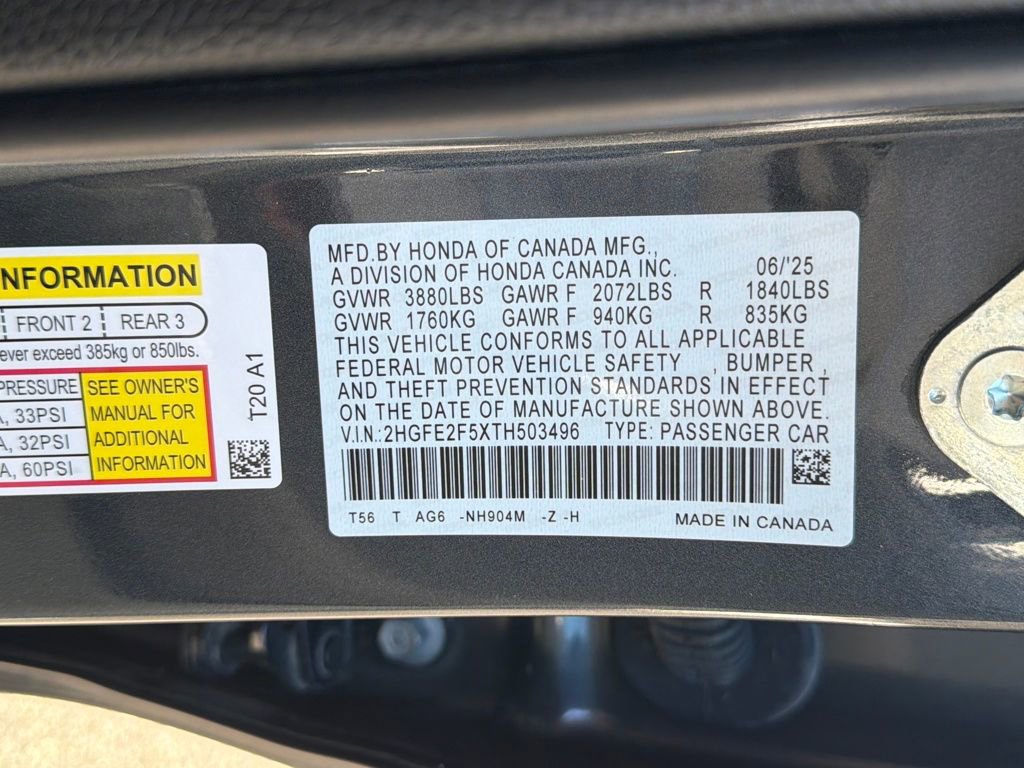 NFORMATION
FRONT 2 REAR 3
ever exceed 385kg or 850lbs.
PRESSURE SEE OWNER'S
, 33PSI MANUAL FOR
A, 32PSI ADDITIONAL
A, 60PSI INFORMATION
T20 A1
MFD.BY HONDA OF CANADA MFG.,
A DIVISION OF HONDA CANADA INC. 06/'25
GVWR 3880LBS GAWR F 2072LBS R 1840LBS
GVWR 1760KG GAWR F 940KG R 835KG
THIS VEHICLE CONFORMS TO ALL APPLICABLE
FEDERAL MOTOR VEHICLE SAFETY , BUMPER ,
AND THEFT PREVENTION STANDARDS IN EFFECT
ON THE DATE OF MANUFACTURE SHOWN ABOVE.
V.I.N.: 2HGFE2F5XTH503496 TYPE: PASSENGER CAR
T56 T AG6 -NH904M -Z -H MADE IN CANADA